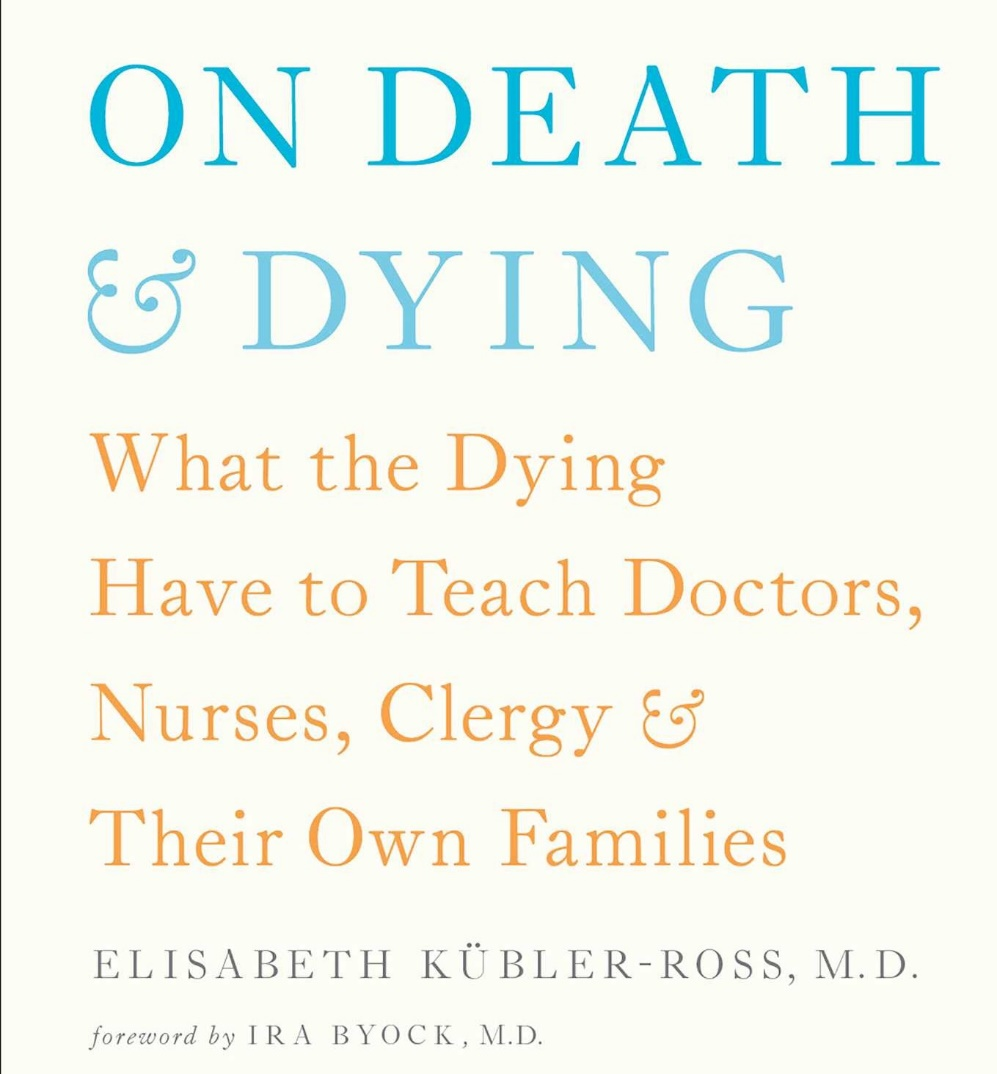 ON DEATH
& DYING
What the Dying
Have to Teach Doctors,
Nurses, Clergy &
Their Own Families
ELISABETH KÜBLER-ROSS, M.D.
foreword by IRA BYOCK, M.D.